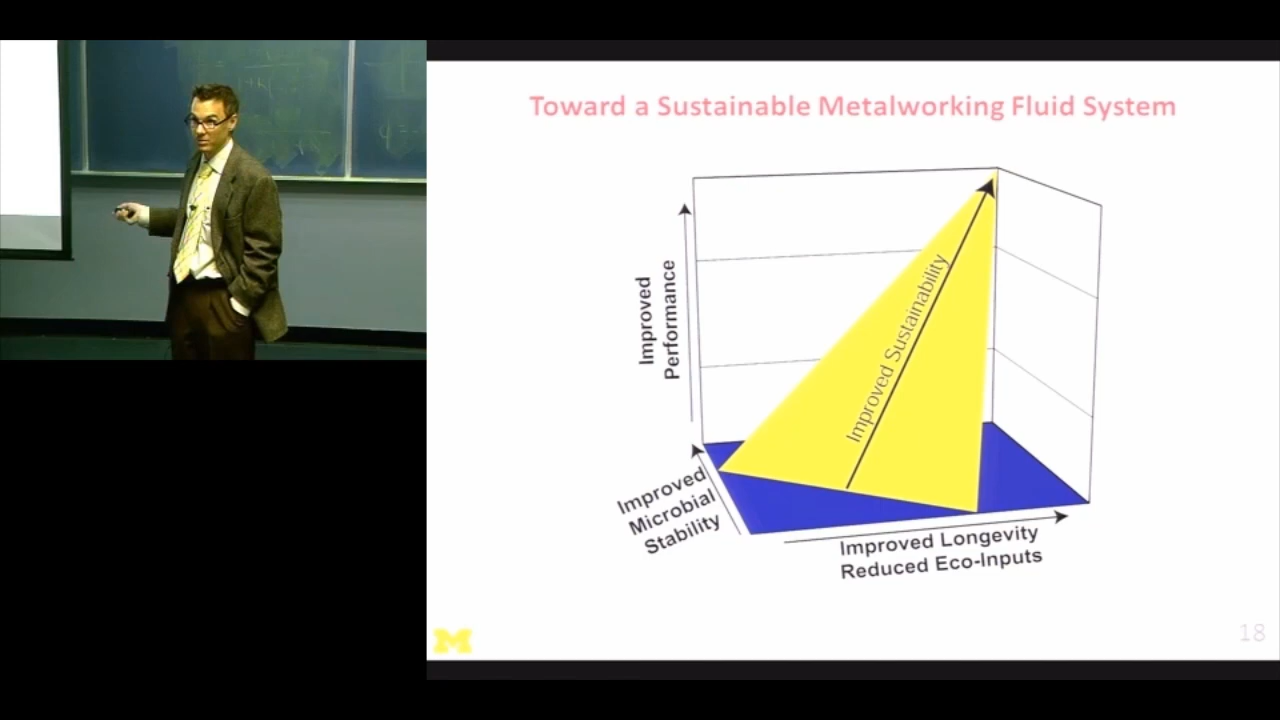 Toward a Sustainable Metalworking Fluid System
Improved
Performance
Improved Sustainability
Improved
Microbial
Stability
Improved Longevity
Reduced Eco-Inputs
M
18